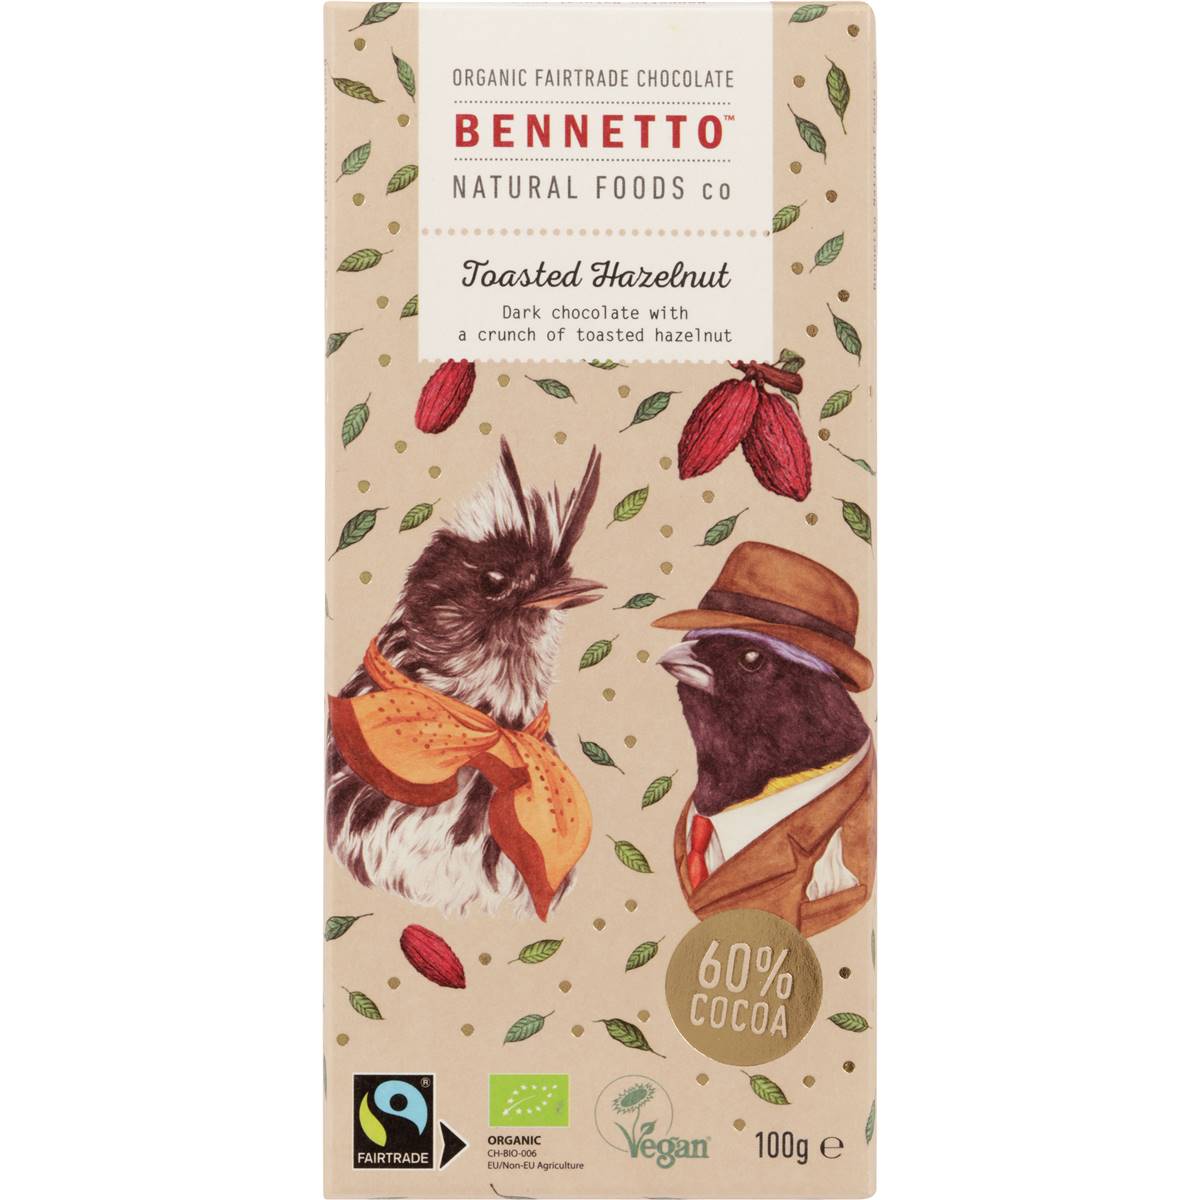 ORGANIC FAIRTRADE CHOCOLATE
BENNETTO™
NATURAL FOODS co
Toasted Hazelnut
Dark chocolate with
a crunch of toasted hazelnut
60%
COCOA
®
FAIRTRADE
ORGANIC
CH-BIO-006
EU/Non-EU Agriculture
Vegan
100g ℮